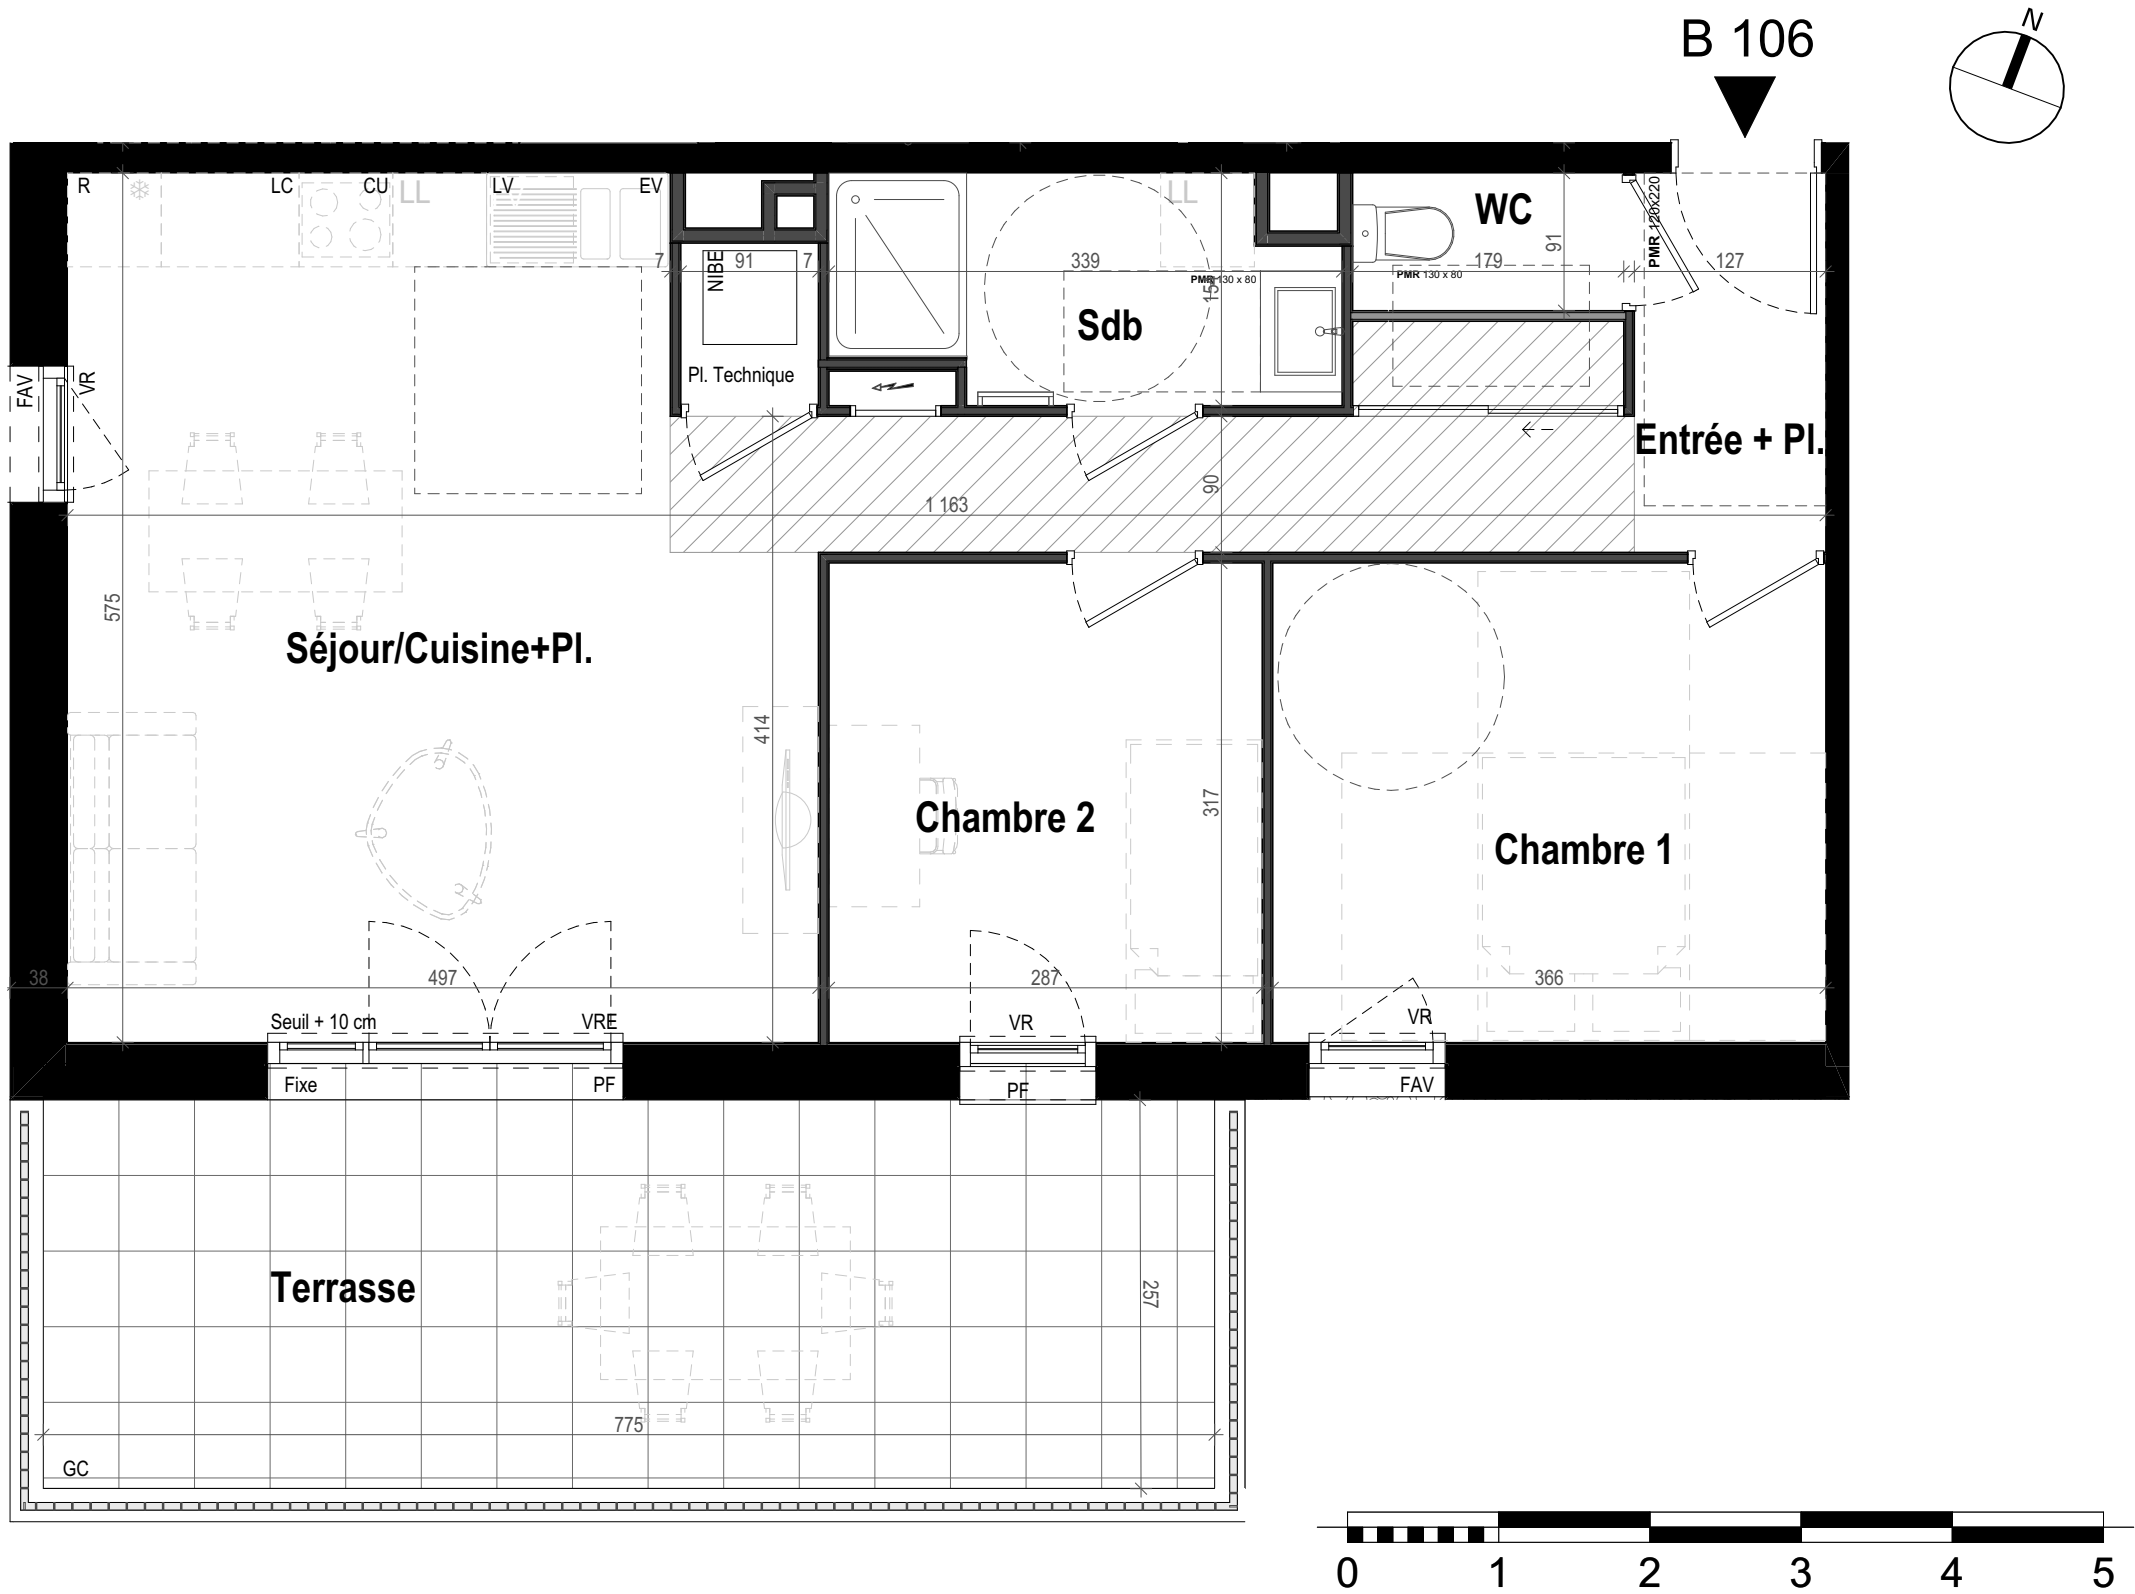 B 106
N
R
LC
CU
LL
LV
EV
LL
WC
PMR 120x220
7
91
7
339
179
91
127
NIBE
PMR 130 x 80
PMR 130 x 80
Sdb
Pl. Technique
FAV
VR
Entrée + Pl.
90
1 163
575
Séjour/Cuisine+Pl.
414
317
Chambre 2
Chambre 1
38
497
287
366
Seuil + 10 cm
VRE
VR
VR
Fixe
PF
PF
FAV
Terrasse
257
775
GC
0 1 2 3 4 5